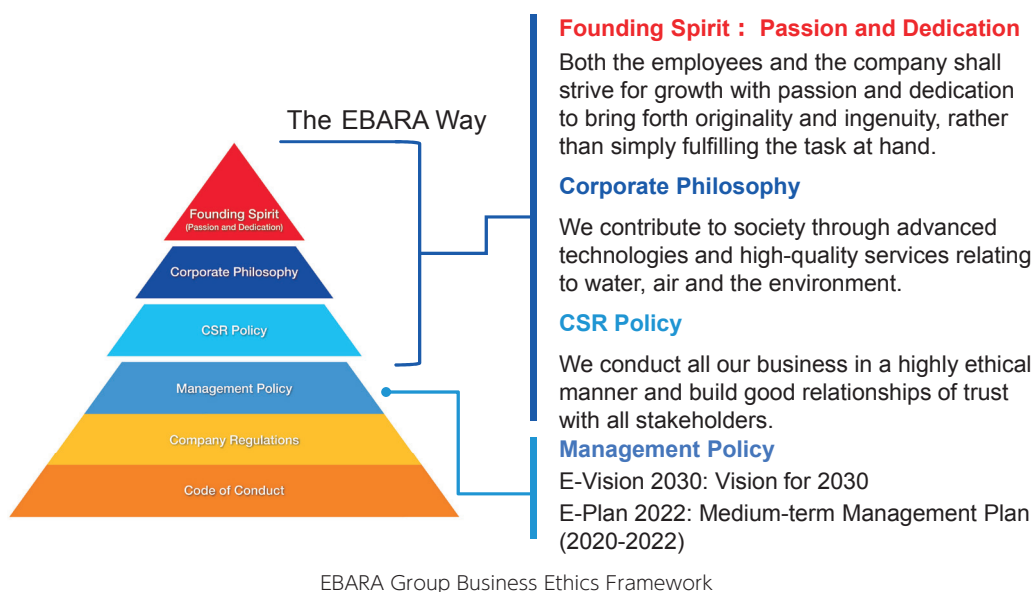 The EBARA Way
Founding Spirit
(Passion and Dedication)
Corporate Philosophy
CSR Policy
Management Policy
Company Regulations
Code of Conduct
Founding Spirit : Passion and Dedication
Both the employees and the company shall
strive for growth with passion and dedication
to bring forth originality and ingenuity, rather
than simply fulfilling the task at hand.
Corporate Philosophy
We contribute to society through advanced
technologies and high-quality services relating
to water, air and the environment.
CSR Policy
We conduct all our business in a highly ethical
manner and build good relationships of trust
with all stakeholders.
Management Policy
E-Vision 2030: Vision for 2030
E-Plan 2022: Medium-term Management Plan
(2020-2022)
EBARA Group Business Ethics Framework